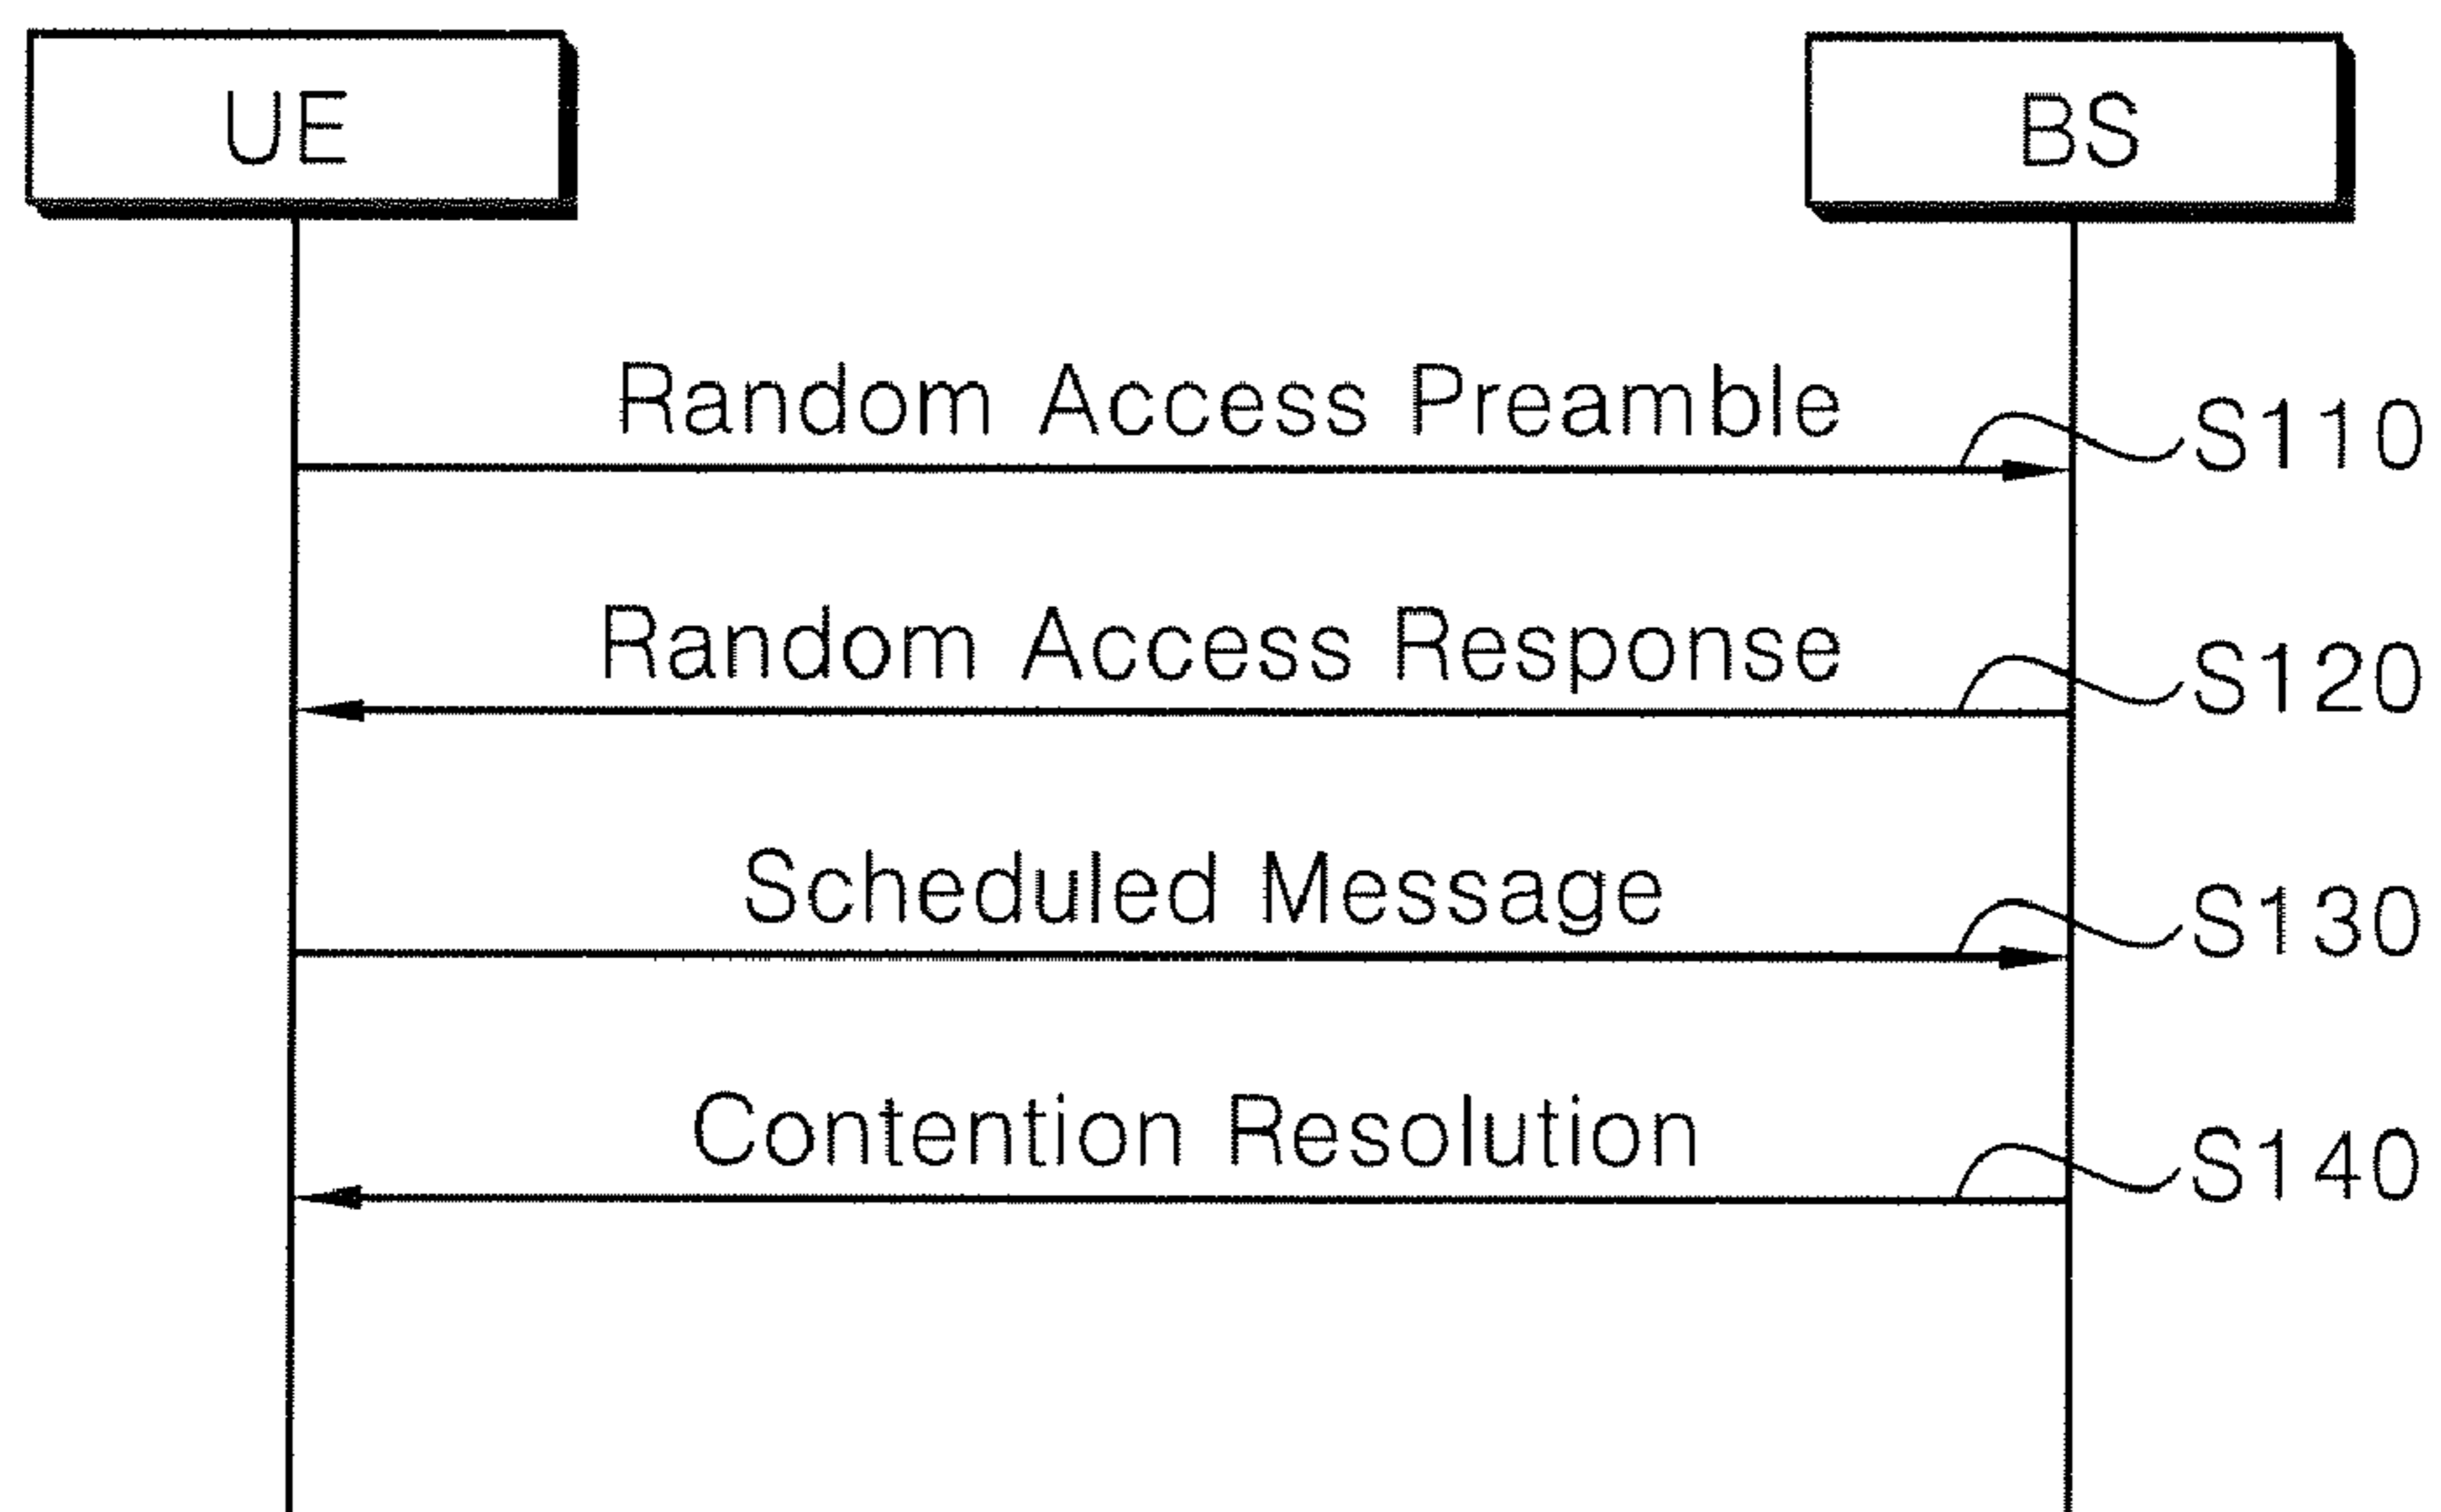 UE
BS
Random Access Preamble
S110
Random Access Response
S120
Scheduled Message
S130
Contention Resolution
S140